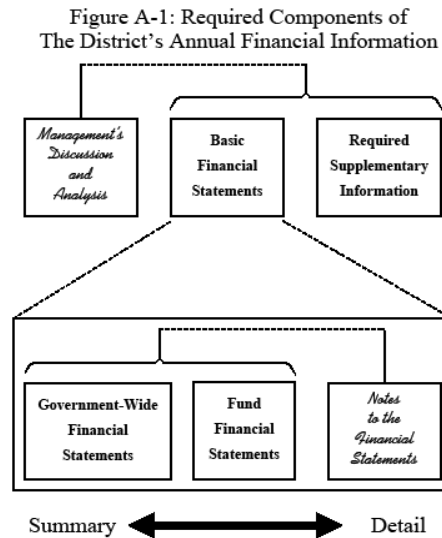 Figure A-1: Required Components of
The District's Annual Financial Information
Management's
Discussion
and
Analysis
Basic
Financial
Statements
Required
Supplementary
Information
Government-Wide
Financial
Statements
Fund
Financial
Statements
Notes
to the
Financial
Statements
Summary
Detail